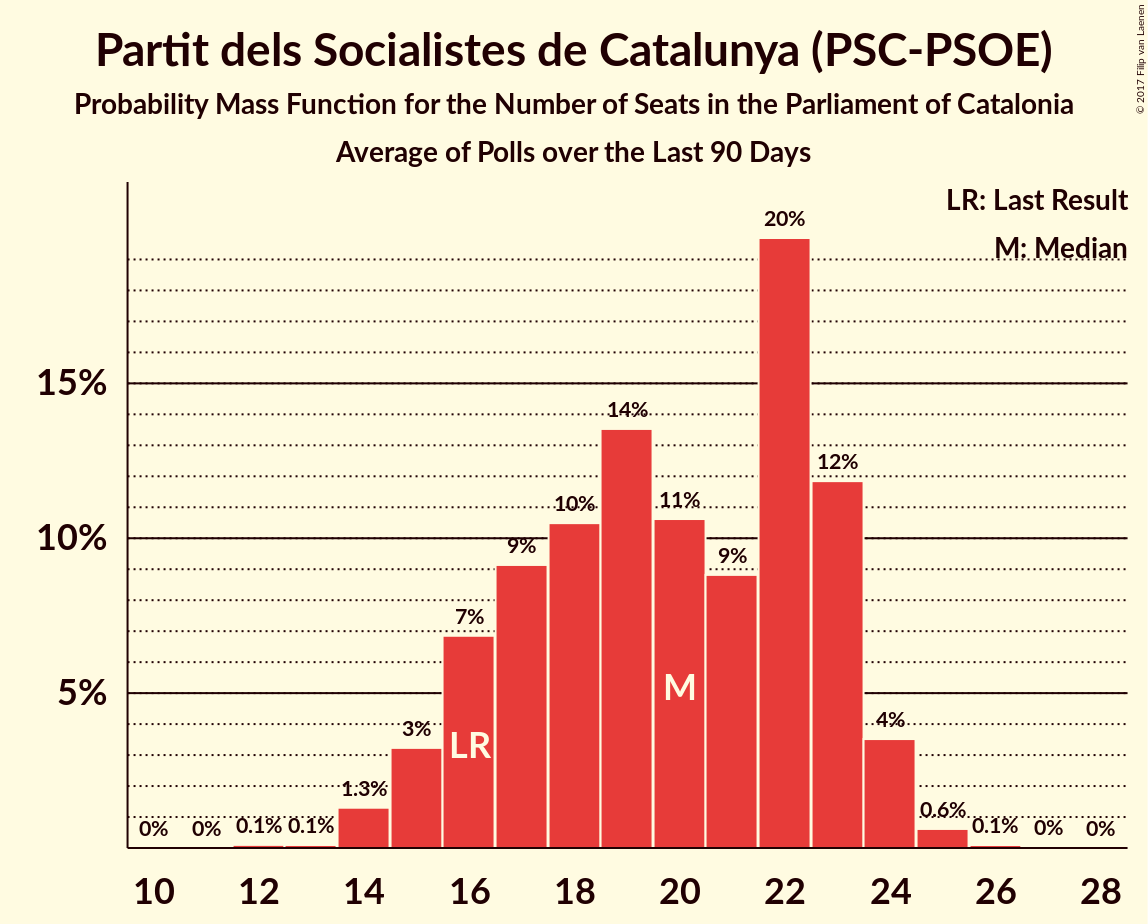 Partit dels Socialistes de Catalunya (PSC-PSOE)
Probability Mass Function for the Number of Seats in the Parliament of Catalonia
Average of Polls over the Last 90 Days
© 2017 Filip van Laenen
LR: Last Result
M: Median
15%
10%
5%
0%
0%
0.1%
0.1%
1.3%
3%
7%
9%
10%
14%
11%
9%
20%
12%
4%
0.6%
0.1%
0%
0%
LR
M
10 12 14 16 18 20 22 24 26 28